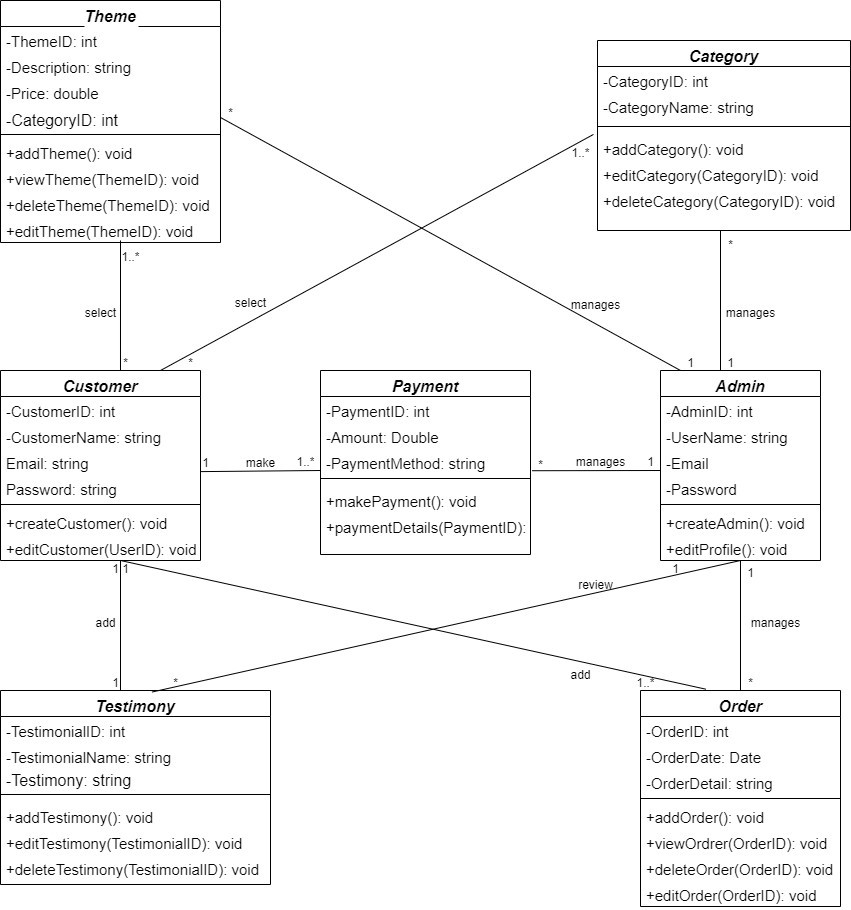 Theme
-ThemeID: int
-Description: string
-Price: double
-CategoryID: int
+addTheme(): void
+viewTheme(ThemeID): void
+deleteTheme(ThemeID): void
+editTheme(ThemeID): void
Category
-CategoryID: int
-CategoryName: string
+addCategory(): void
+editCategory(CategoryID): void
+deleteCategory(CategoryID): void
*
1..*
1..*
*
select
select
manages
manages
*
*
1
1
Customer
-CustomerID: int
-CustomerName: string
Email: string
Password: string
+createCustomer(): void
+editCustomer(UserID): void
1
make
1..*
Payment
-PaymentID: int
-Amount: Double
-PaymentMethod: string
+makePayment(): void
+paymentDetails(PaymentID):
*
manages
1
Admin
-AdminID: int
-UserName: string
-Email
-Password
+createAdmin(): void
+editProfile(): void
1
1
1
1
review
add
manages
add
1
*
1..*
*
Testimony
-TestimonialID: int
-TestimonialName: string
-Testimony: string
+addTestimony(): void
+editTestimony(TestimonialID): void
+deleteTestimony(TestimonialID): void
Order
-OrderID: int
-OrderDate: Date
-OrderDetail: string
+addOrder(): void
+viewOrdrer(OrderID): void
+deleteOrder(OrderID): void
+editOrder(OrderID): void